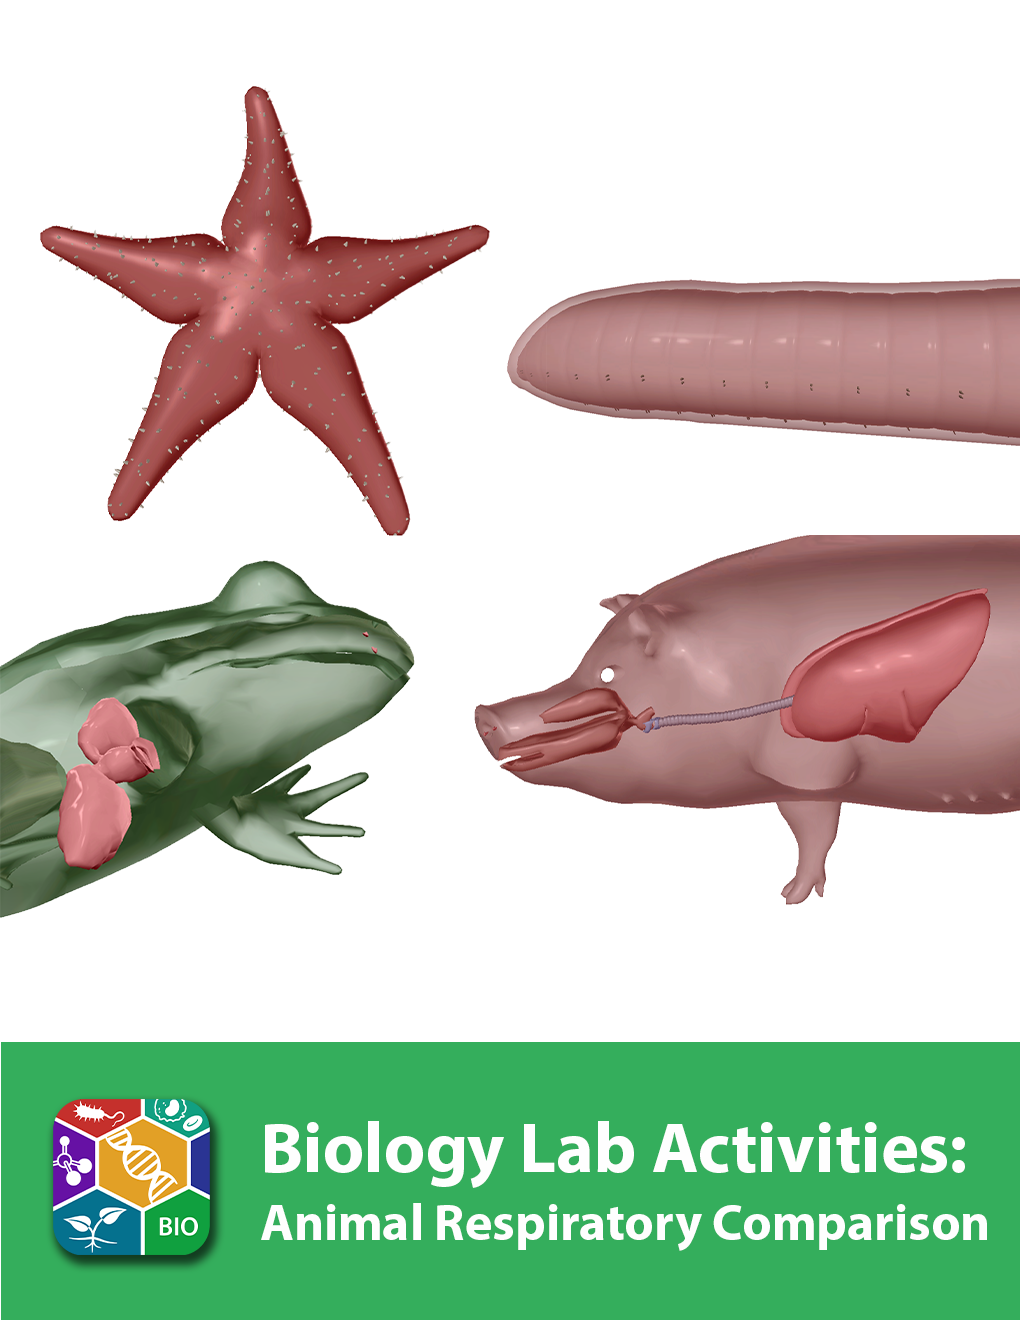 Biology Lab Activities:
Animal Respiratory Comparison
BIO